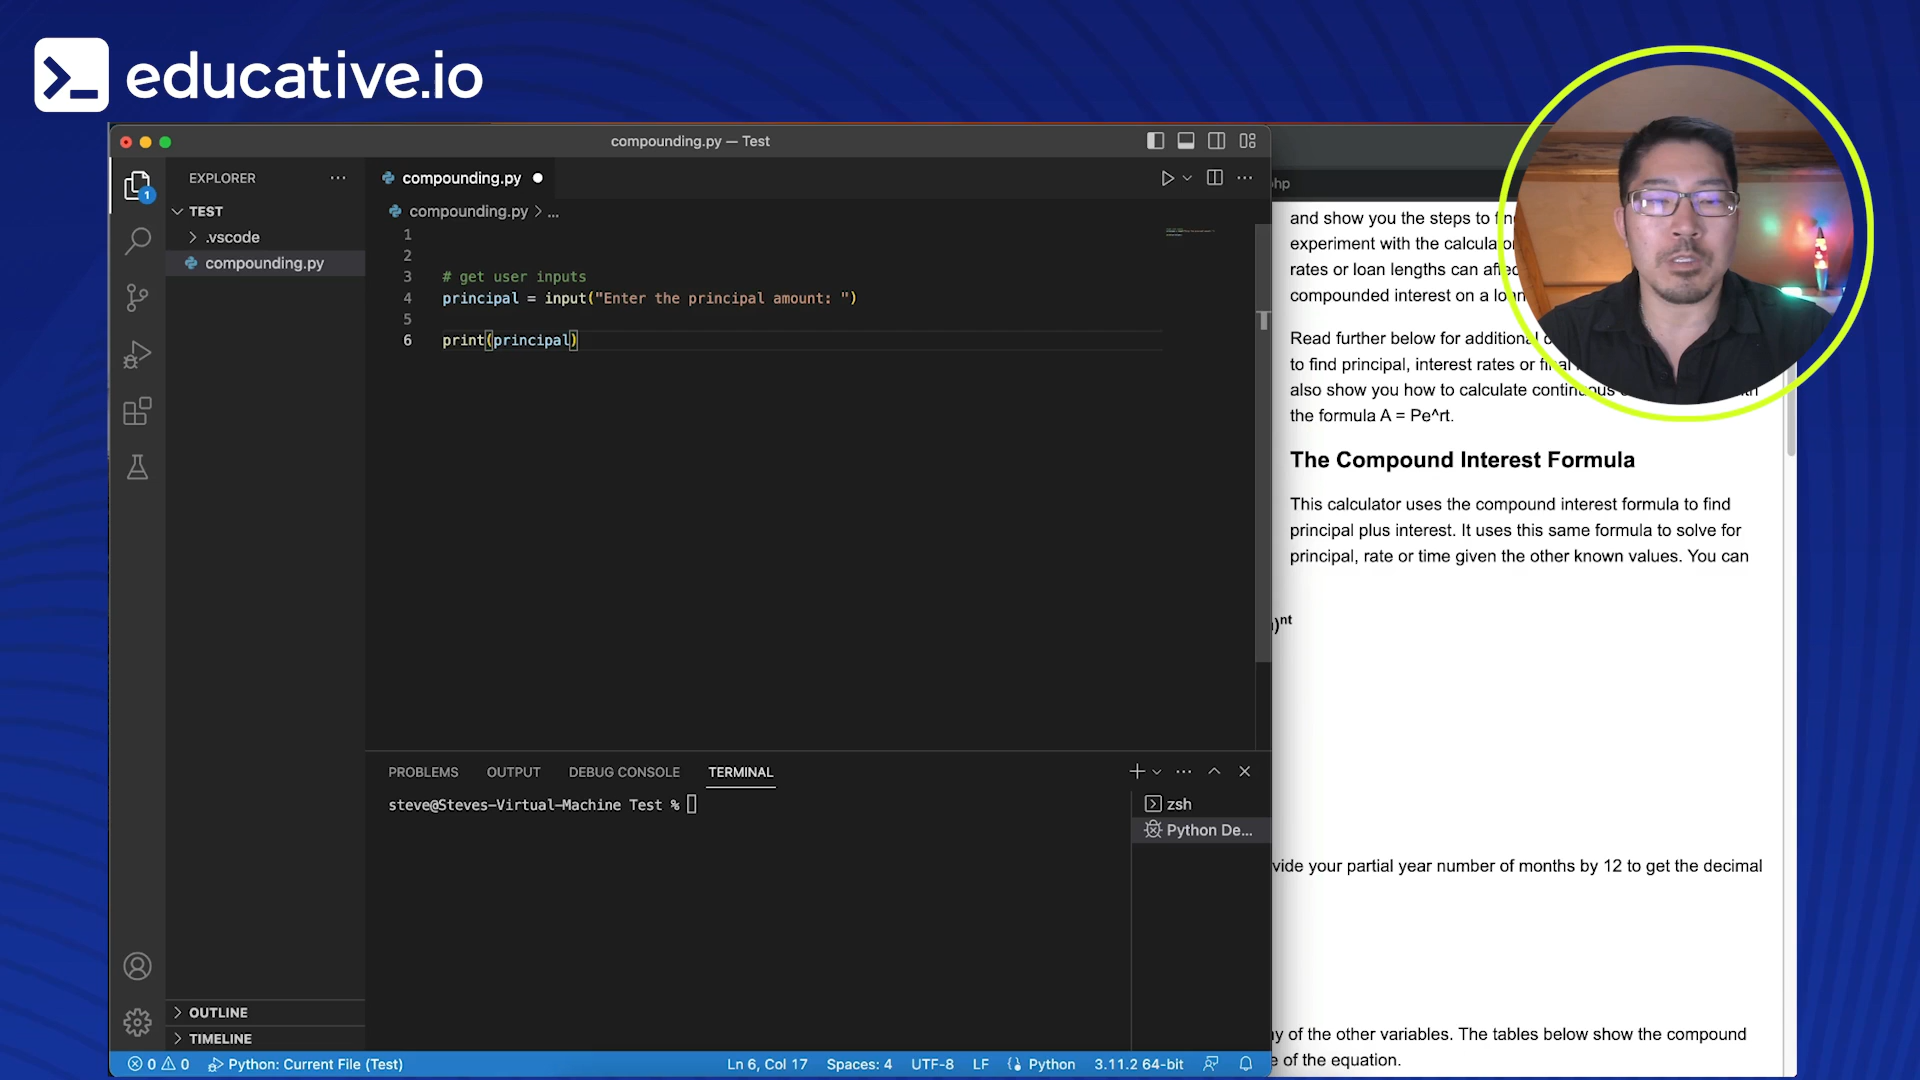 educative.io
compounding.py — Test
EXPLORER
compounding.py
TEST
.vscode
compounding.py
1
compounding.py > ...
1
2
3 # get user inputs
4 principal = input("Enter the principal amount: ")
5
6 print(principal)
PROBLEMS OUTPUT DEBUG CONSOLE TERMINAL
steve@Steves-Virtual-Machine Test %
zsh
Python De...
OUTLINE
TIMELINE
0 0 Python: Current File (Test) Ln 6, Col 17 Spaces: 4 UTF-8 LF Python 3.11.2 64-bit
and show you the steps to
experiment with the
rates or loan lengths can
compounded interest on a
Read further below for additional
to find principal, interest rates or
also show you how to calculate
the formula A = Pe^rt.
The Compound Interest Formula
This calculator uses the compound interest formula to find
principal plus interest. It uses this same formula to solve for
principal, rate or time given the other known values. You can
)nt
your partial year number of months by 12 to get the decimal
of the other variables. The tables below show the compound
of the equation.